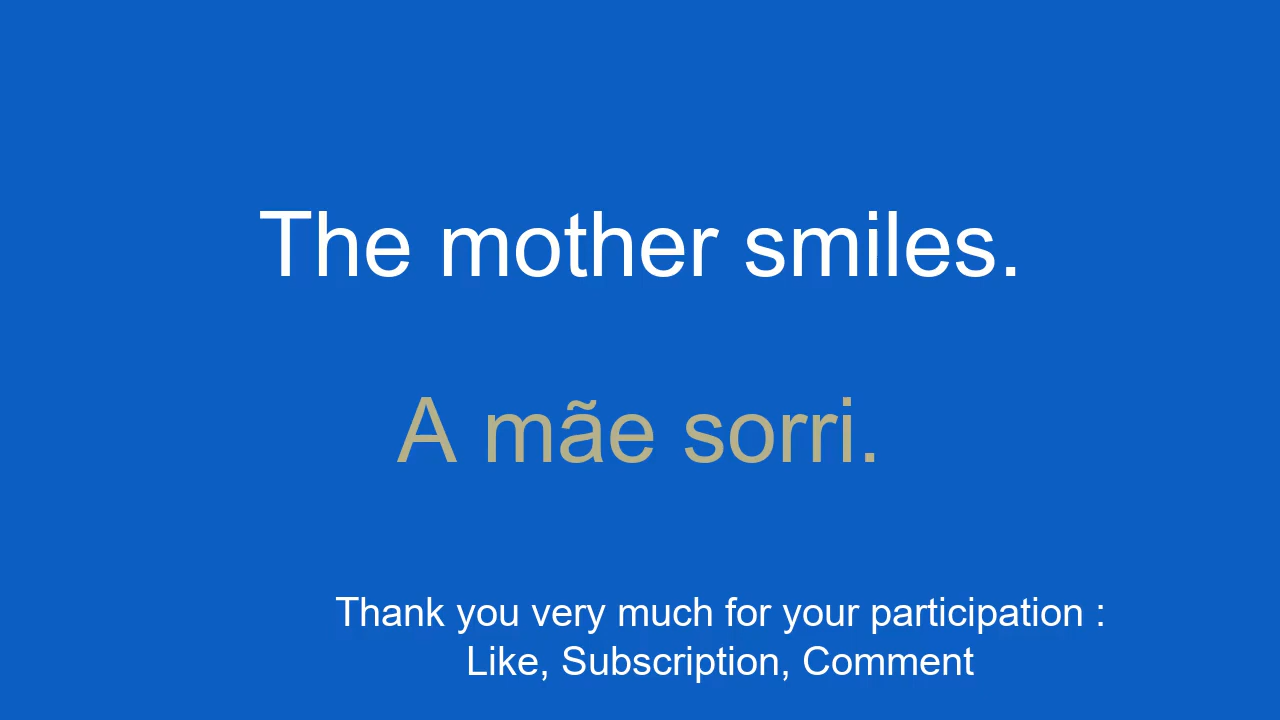 The mother smiles.
A mãe sorri.
Thank you very much for your participation :
Like, Subscription, Comment